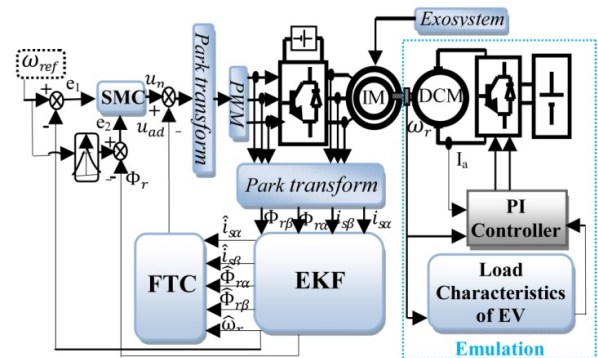 Exosystem
ω_ref
e₁
SMC
u_n
e₂
u_ad
Φ_r
+
-
+
-
+
-
Park transform
PWM
IM
ω_r
DCM
I_a
Park transform
Φ_rβ Φ_rα i_sβ i_sα
PI
Controller
FTC
î_sα
î_sβ
Φ̂_rα
Φ̂_rβ
ω̂_r
EKF
Load
Characteristics
of EV
Emulation